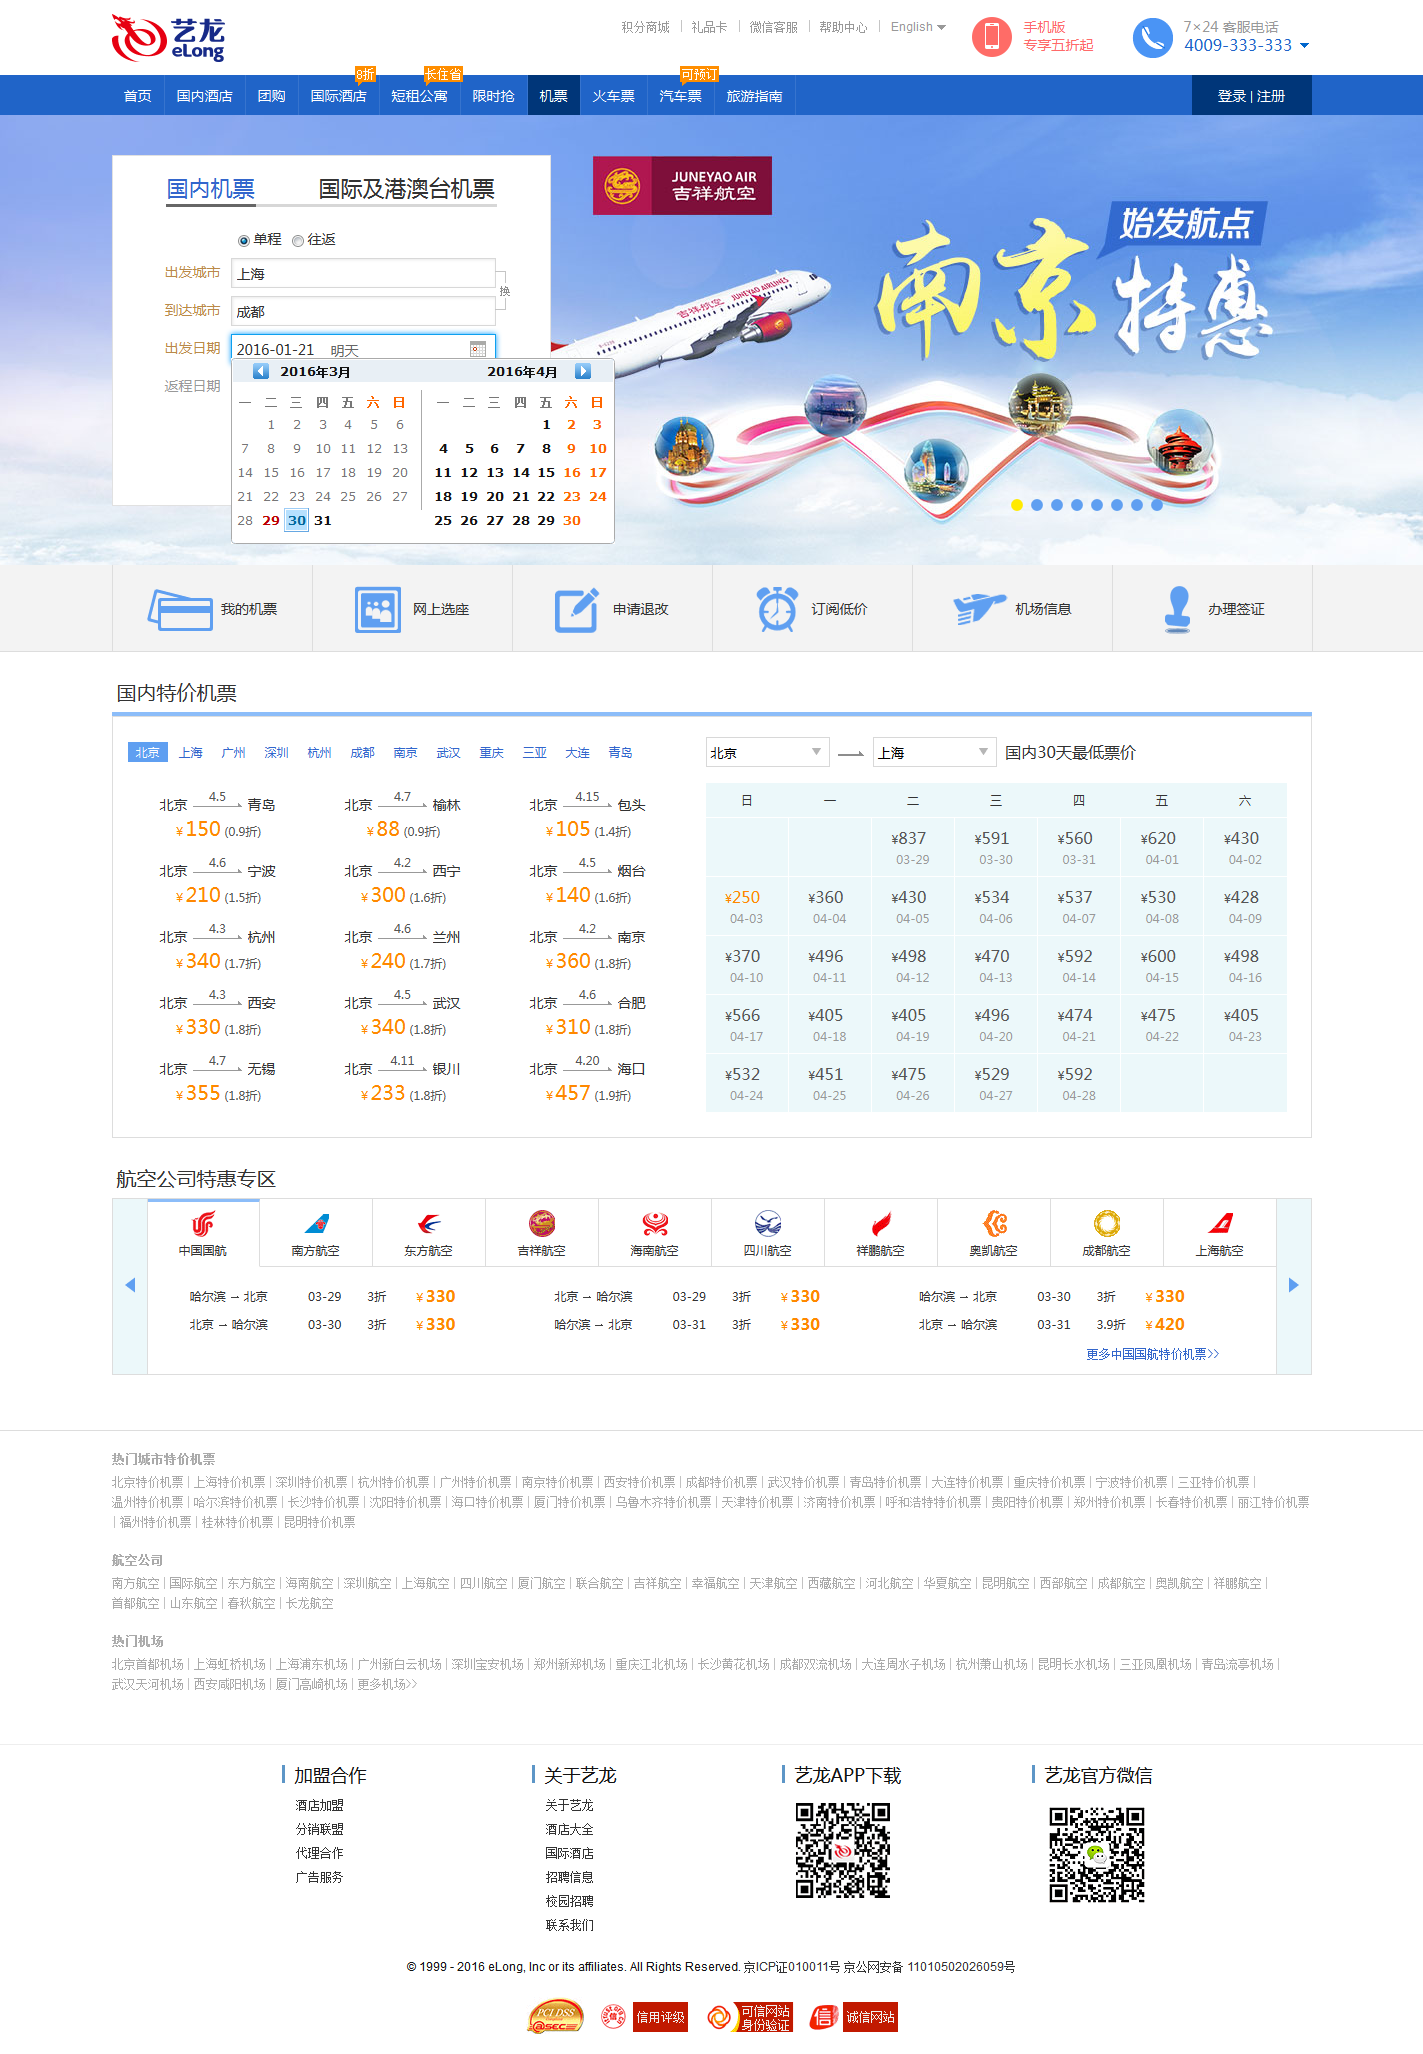 艺龙
eLong
积分商城 礼品卡 微信客服 帮助中心 English
手机版
专享五折起
7×24 客服电话
4009-333-333
8折 长住省 可预订
首页 国内酒店 团购 国际酒店 短租公寓 限时抢 机票 火车票 汽车票 旅游指南 登录 | 注册
国内机票 国际及港澳台机票
单程 往返
出发城市 上海
换
到达城市 成都
出发日期 2016-01-21 明天
返程日期
2016年3月 2016年4月
一 二 三 四 五 六 日 一 二 三 四 五 六 日
1 2 3 4 5 6 1 2 3
7 8 9 10 11 12 13 4 5 6 7 8 9 10
14 15 16 17 18 19 20 11 12 13 14 15 16 17
21 22 23 24 25 26 27 18 19 20 21 22 23 24
28 29 30 31 25 26 27 28 29 30
JUNEYAO AIR
吉祥航空
吉祥航空 JUNEYAO AIRLINES
始发航点
南京特惠
我的机票 网上选座 申请退改 订阅低价 机场信息 办理签证
国内特价机票
北京 上海 广州 深圳 杭州 成都 南京 武汉 重庆 三亚 大连 青岛
北京 4.5 青岛 北京 4.7 榆林 北京 4.15 包头
¥150 (0.9折) ¥88 (0.9折) ¥105 (1.4折)
北京 4.6 宁波 北京 4.2 西宁 北京 4.5 烟台
¥210 (1.5折) ¥300 (1.6折) ¥140 (1.6折)
北京 4.3 杭州 北京 4.6 兰州 北京 4.2 南京
¥340 (1.7折) ¥240 (1.7折) ¥360 (1.8折)
北京 4.3 西安 北京 4.5 武汉 北京 4.6 合肥
¥330 (1.8折) ¥340 (1.8折) ¥310 (1.8折)
北京 4.7 无锡 北京 4.11 银川 北京 4.20 海口
¥355 (1.8折) ¥233 (1.8折) ¥457 (1.9折)
北京 上海 国内30天最低票价
日 一 二 三 四 五 六
¥837 ¥591 ¥560 ¥620 ¥430
03-29 03-30 03-31 04-01 04-02
¥250 ¥360 ¥430 ¥534 ¥537 ¥530 ¥428
04-03 04-04 04-05 04-06 04-07 04-08 04-09
¥370 ¥496 ¥498 ¥470 ¥592 ¥600 ¥498
04-10 04-11 04-12 04-13 04-14 04-15 04-16
¥566 ¥405 ¥405 ¥496 ¥474 ¥475 ¥405
04-17 04-18 04-19 04-20 04-21 04-22 04-23
¥532 ¥451 ¥475 ¥529 ¥592
04-24 04-25 04-26 04-27 04-28
航空公司特惠专区
中国国航 南方航空 东方航空 吉祥航空 海南航空 四川航空 祥鹏航空 奥凯航空 成都航空 上海航空
哈尔滨 → 北京 03-29 3折 ¥330 北京 → 哈尔滨 03-29 3折 ¥330 哈尔滨 → 北京 03-30 3折 ¥330
北京 → 哈尔滨 03-30 3折 ¥330 哈尔滨 → 北京 03-31 3折 ¥330 北京 → 哈尔滨 03-31 3.9折 ¥420
更多中国国航特价机票>>
热门城市特价机票
北京特价机票 | 上海特价机票 | 深圳特价机票 | 杭州特价机票 | 广州特价机票 | 南京特价机票 | 西安特价机票 | 成都特价机票 | 武汉特价机票 | 青岛特价机票 | 大连特价机票 | 重庆特价机票 | 宁波特价机票 | 三亚特价机票 |
温州特价机票 | 哈尔滨特价机票 | 长沙特价机票 | 沈阳特价机票 | 海口特价机票 | 厦门特价机票 | 乌鲁木齐特价机票 | 天津特价机票 | 济南特价机票 | 呼和浩特特价机票 | 贵阳特价机票 | 郑州特价机票 | 长春特价机票 | 丽江特价机票
| 福州特价机票 | 桂林特价机票 | 昆明特价机票
航空公司
南方航空 | 国际航空 | 东方航空 | 海南航空 | 深圳航空 | 上海航空 | 四川航空 | 厦门航空 | 联合航空 | 吉祥航空 | 幸福航空 | 天津航空 | 西藏航空 | 河北航空 | 华夏航空 | 昆明航空 | 西部航空 | 成都航空 | 奥凯航空 | 祥鹏航空 |
首都航空 | 山东航空 | 春秋航空 | 长龙航空
热门机场
北京首都机场 | 上海虹桥机场 | 上海浦东机场 | 广州新白云机场 | 深圳宝安机场 | 郑州新郑机场 | 重庆江北机场 | 长沙黄花机场 | 成都双流机场 | 大连周水子机场 | 杭州萧山机场 | 昆明长水机场 | 三亚凤凰机场 | 青岛流亭机场 |
武汉天河机场 | 西安咸阳机场 | 厦门高崎机场 | 更多机场>>
加盟合作 关于艺龙 艺龙APP下载 艺龙官方微信
酒店加盟 关于艺龙
分销联盟 酒店大全
代理合作 国际酒店
广告服务 招聘信息
校园招聘
联系我们
© 1999 - 2016 eLong, Inc or its affiliates. All Rights Reserved. 京ICP证010011号 京公网安备 11010502026059号
PCI.DSS
@SEC
信用评级
可信网站
身份验证
信 诚信网站